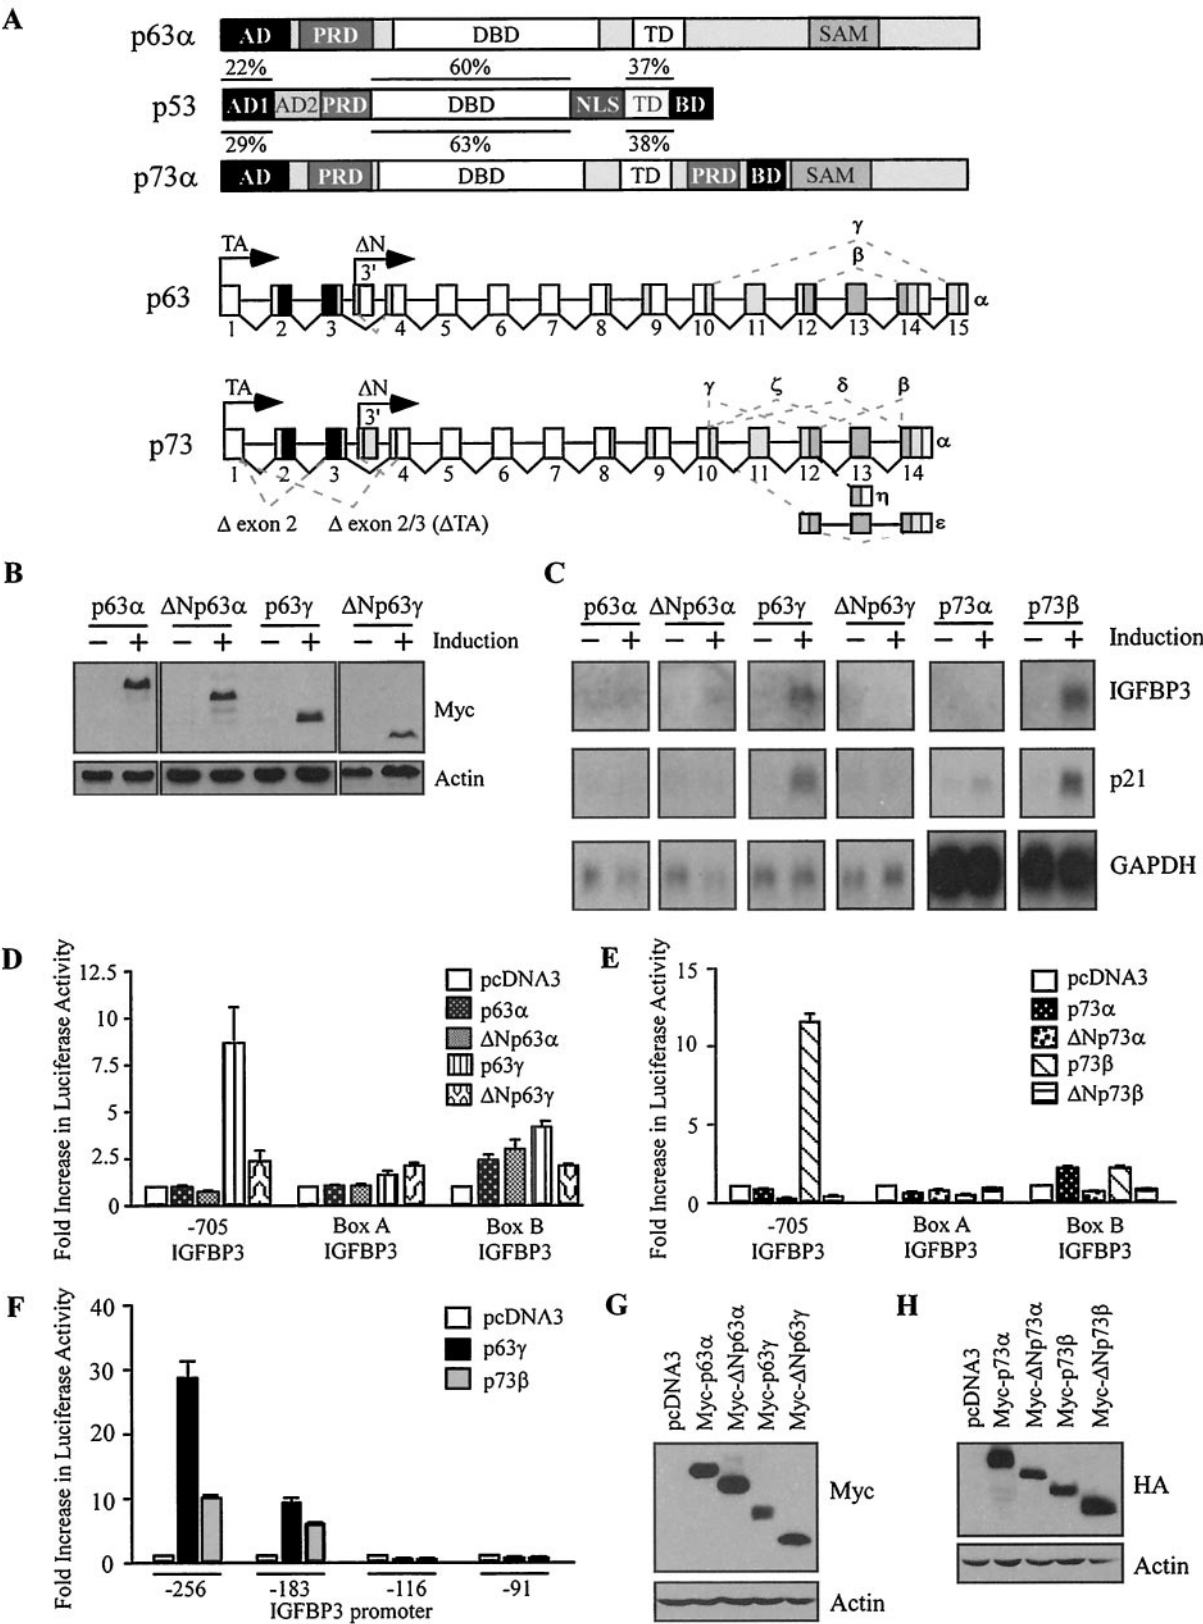 A
p63α AD PRD DBD TD SAM
22% 60% 37%
p53 AD1 AD2 PRD DBD NLS TD BD
29% 63% 38%
p73α AD PRD DBD TD PRD BD SAM
γ
TA ΔN β
3'
p63 α
1 2 3 4 5 6 7 8 9 10 11 12 13 14 15
TA ΔN γ ζ δ β
3'
p73 α
1 2 3 4 5 6 7 8 9 10 11 12 13 14
η
Δ exon 2 Δ exon 2/3 (ΔTA) ε
B
p63α ΔNp63α p63γ ΔNp63γ
− + − + − + − + Induction
Myc
Actin
C
p63α ΔNp63α p63γ ΔNp63γ p73α p73β
− + − + − + − + − + − + Induction
IGFBP3
p21
GAPDH
D
Fold Increase in Luciferase Activity
12.5
10
7.5
5
2.5
0
pcDNA3
p63α
ΔNp63α
p63γ
ΔNp63γ
-705 Box A Box B
IGFBP3 IGFBP3 IGFBP3
E
Fold Increase in Luciferase Activity
15
10
5
0
pcDNA3
p73α
ΔNp73α
p73β
ΔNp73β
-705 Box A Box B
IGFBP3 IGFBP3 IGFBP3
F
Fold Increase in Luciferase Activity
40
30
20
10
0
pcDNA3
p63γ
p73β
-256 -183 -116 -91
IGFBP3 promoter
G
pcDNA3
Myc-p63α
Myc-ΔNp63α
Myc-p63γ
Myc-ΔNp63γ
Myc
Actin
H
pcDNA3
Myc-p73α
Myc-ΔNp73α
Myc-p73β
Myc-ΔNp73β
HA
Actin